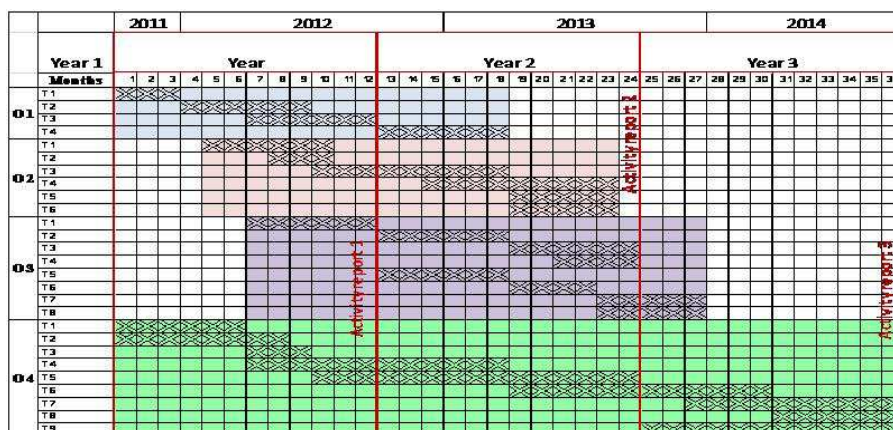 2011 2012 2013 2014
Year 1 Year Year 2 Year 3
Months 1 2 3 4 5 6 7 8 9 10 11 12 13 14 15 16 17 18 19 20 21 22 23 24 25 26 27 28 29 30 31 32 33 34 35
O1
T1
T2
T3
T4
O2
T1
T2
T3
T4
T5
T6
O3
T1
T2
T3
T4
T5
T6
T7
T8
O4
T1
T2
T3
T4
T5
T6
T7
T8
T9
Activity report 1
Activity report 2
Activity report 3